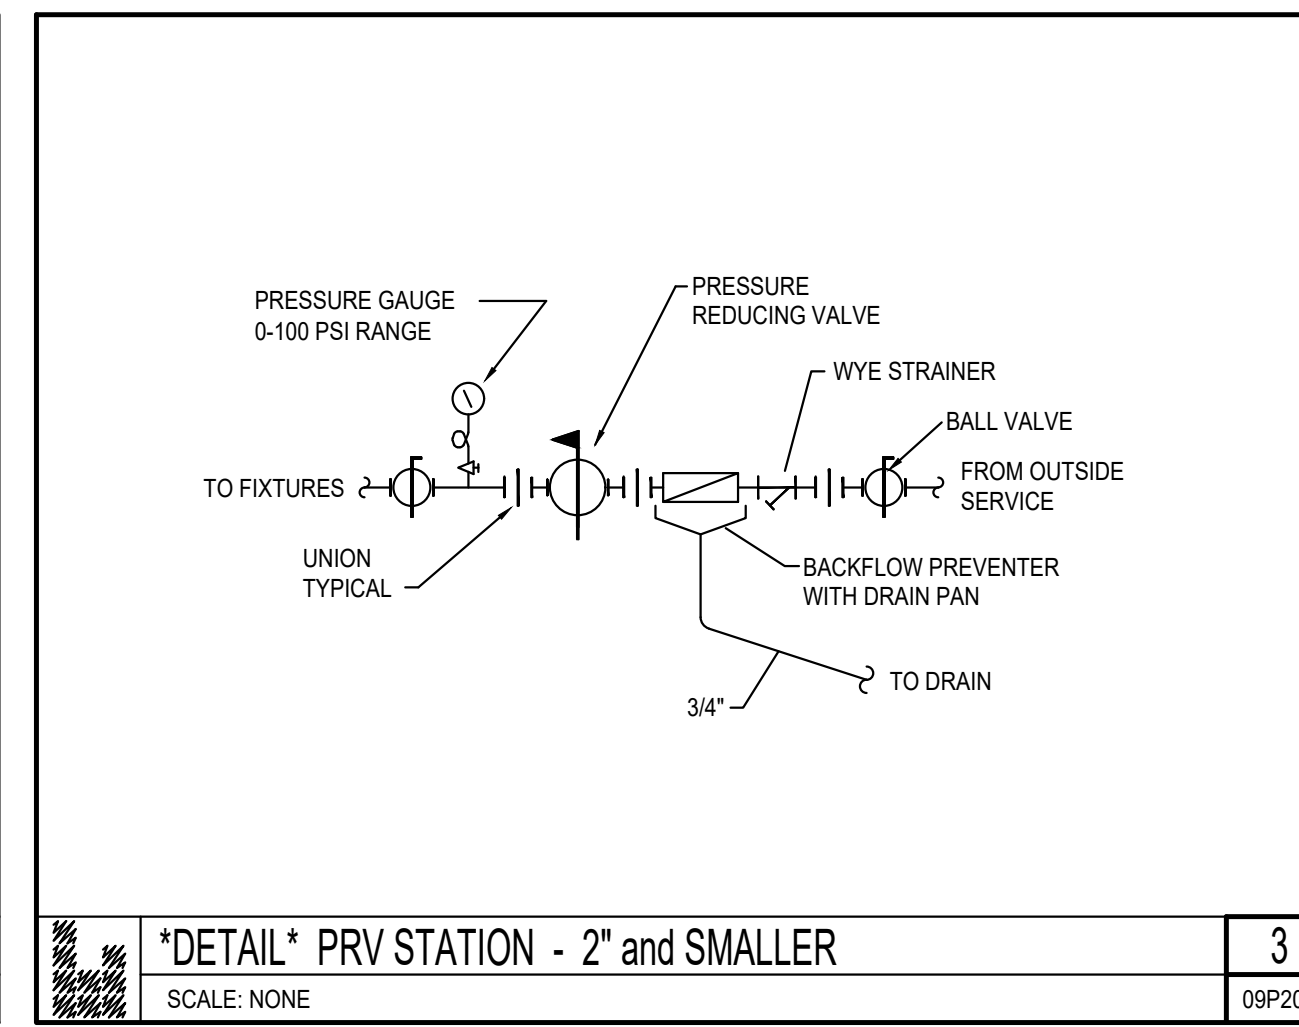 PRESSURE GAUGE
0-100 PSI RANGE
PRESSURE
REDUCING VALVE
WYE STRAINER
BALL VALVE
TO FIXTURES
FROM OUTSIDE
SERVICE
UNION
TYPICAL
BACKFLOW PREVENTER
WITH DRAIN PAN
TO DRAIN
3/4"
*DETAIL* PRV STATION - 2" and SMALLER
3
SCALE: NONE